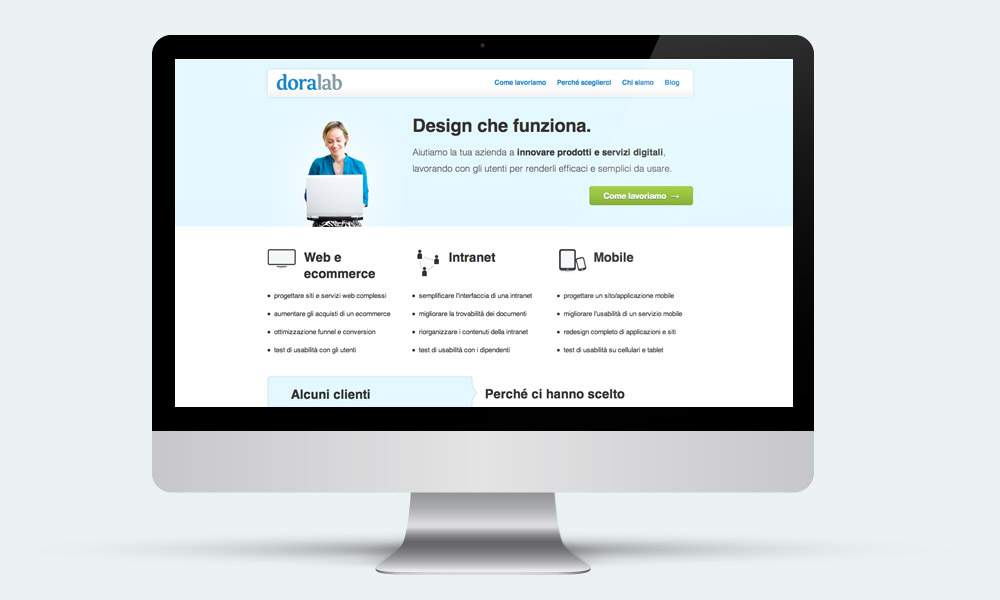 doralab
Come lavoriamo Perché sceglierci Chi siamo Blog
Design che funziona.
Aiutiamo la tua azienda a innovare prodotti e servizi digitali,
lavorando con gli utenti per renderli efficaci e semplici da usare.
Come lavoriamo →
Web e
ecommerce
• progettare siti e servizi web complessi
• aumentare gli acquisti di un ecommerce
• ottimizzazione funnel e conversion
• test di usabilità con gli utenti
Intranet
• semplificare l'interfaccia di una intranet
• migliorare la trovabilità dei documenti
• riorganizzare i contenuti della intranet
• test di usabilità con i dipendenti
Mobile
• progettare un sito/applicazione mobile
• migliorare l'usabilità di un servizio mobile
• redesign completo di applicazioni e siti
• test di usabilità su cellulari e tablet
Alcuni clienti
Perché ci hanno scelto